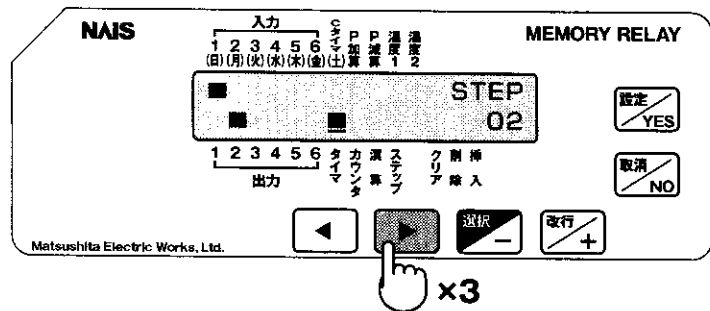 NAiS
MEMORY RELAY
入力
1 2 3 4 5 6 Cタイマ P加算 P減算 温度1 温度2
(日) (月) (火) (水) (木) (金) (土)
STEP
02
1 2 3 4 5 6 タイマ カウンタ 演算 ステップ クリア 削除 挿入
出力
設定 YES
取消 NO
選択 −
改行 +
Matsushita Electric Works, Ltd.
×3